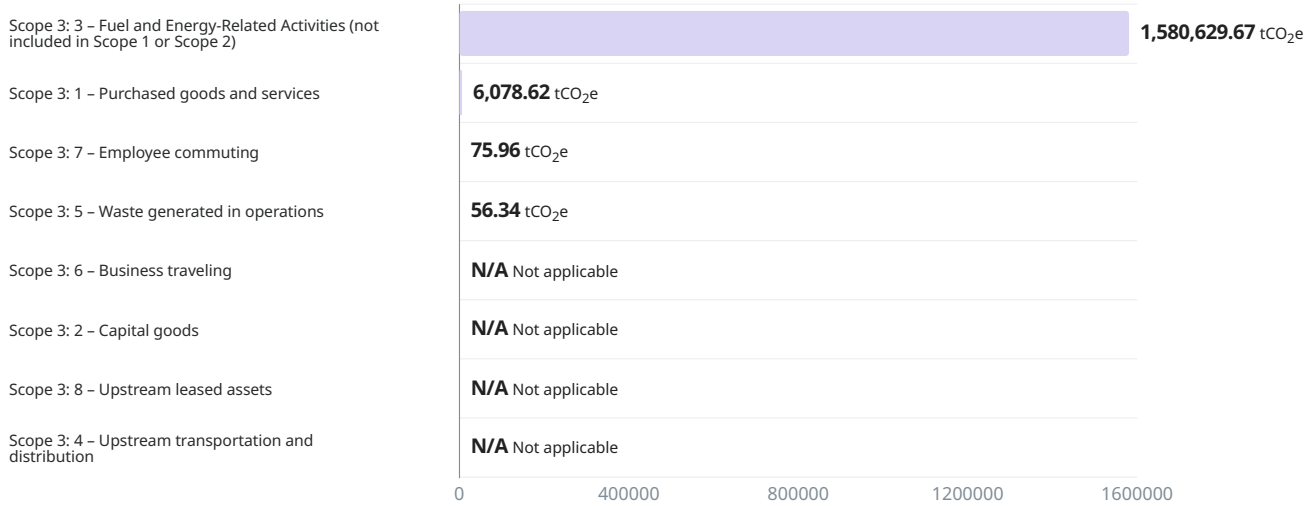 Scope 3: 3 – Fuel and Energy-Related Activities (not
included in Scope 1 or Scope 2)
1,580,629.67 tCO₂e
Scope 3: 1 – Purchased goods and services
6,078.62 tCO₂e
Scope 3: 7 – Employee commuting
75.96 tCO₂e
Scope 3: 5 – Waste generated in operations
56.34 tCO₂e
Scope 3: 6 – Business traveling
N/A Not applicable
Scope 3: 2 – Capital goods
N/A Not applicable
Scope 3: 8 – Upstream leased assets
N/A Not applicable
Scope 3: 4 – Upstream transportation and
distribution
N/A Not applicable
0 400000 800000 1200000 1600000